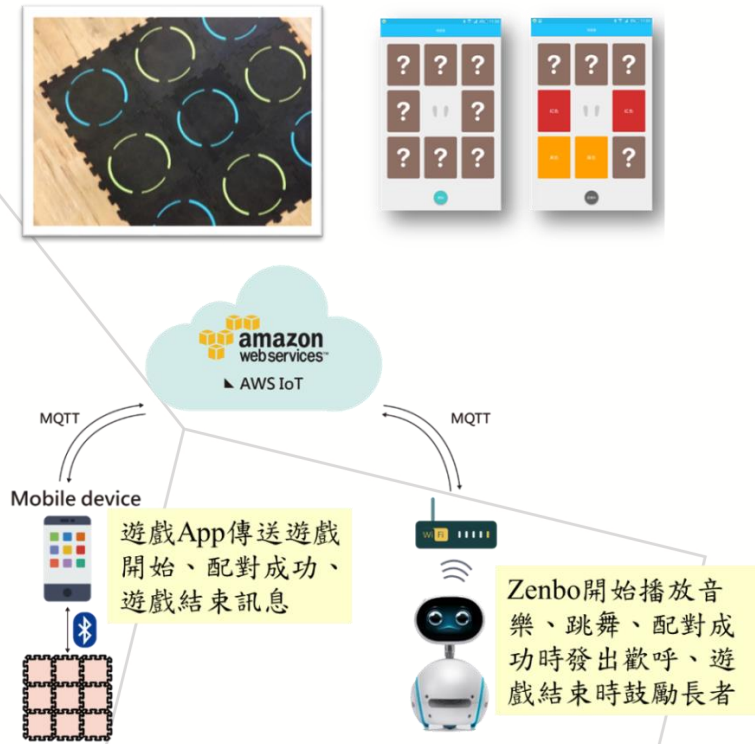 ? ? ?
? ?
? ? ?
? ? ?
?
amazon
web services™
AWS IoT
MQTT
MQTT
Mobile device
遊戲App傳送遊戲
開始、配對成功、
遊戲結束訊息
WiFi
Zenbo開始播放音
樂、跳舞、配對成
功時發出歡呼、遊
戲結束時鼓勵長者